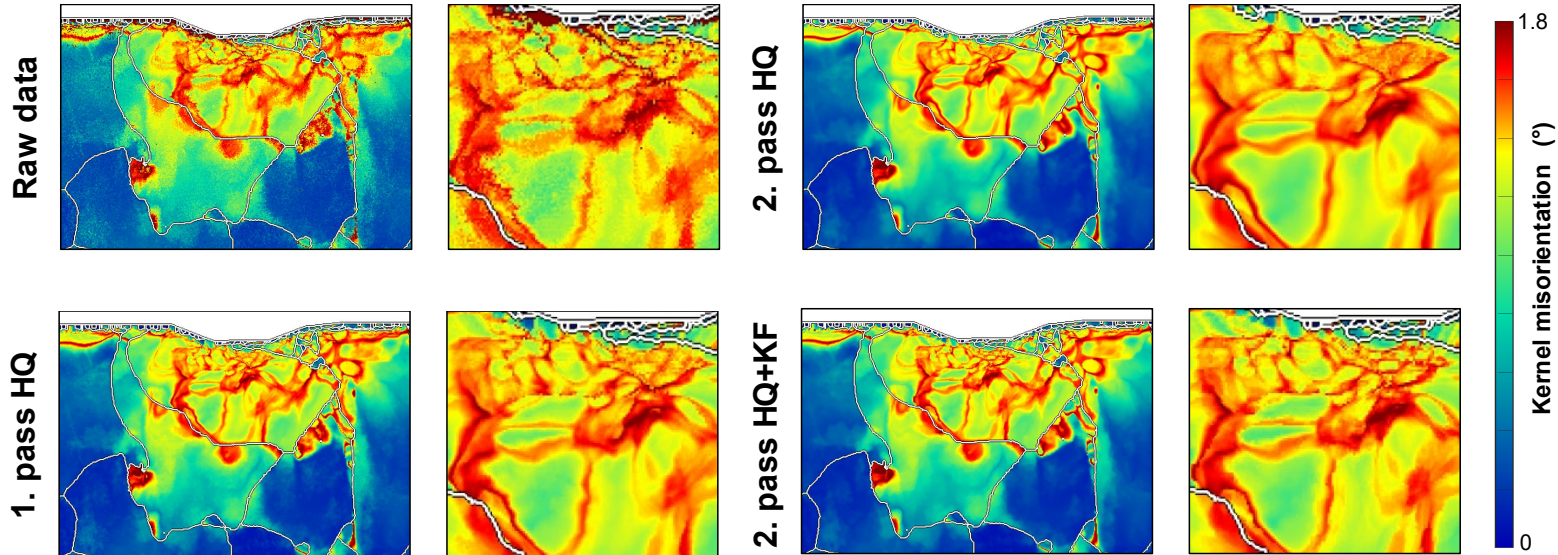 Raw data
2. pass HQ
1.8
Kernel misorientation (°)
0
1. pass HQ
2. pass HQ+KF